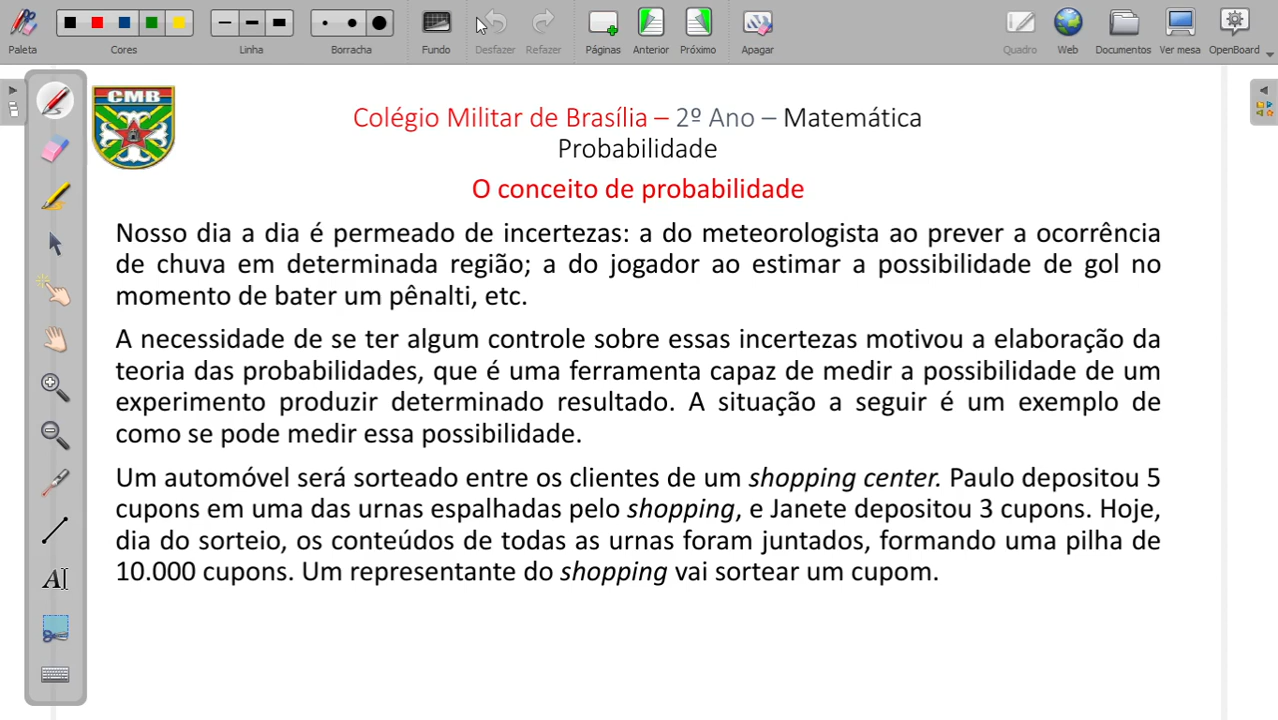 Paleta
Cores
Linha
Borracha
Fundo
Desfazer
Refazer
Páginas
Anterior
Próximo
Apagar
Quadro
Web
Documentos
Ver mesa
OpenBoard
CMB
Colégio Militar de Brasília – 2º Ano – Matemática
Probabilidade
O conceito de probabilidade
Nosso dia a dia é permeado de incertezas: a do meteorologista ao prever a ocorrência
de chuva em determinada região; a do jogador ao estimar a possibilidade de gol no
momento de bater um pênalti, etc.
A necessidade de se ter algum controle sobre essas incertezas motivou a elaboração da
teoria das probabilidades, que é uma ferramenta capaz de medir a possibilidade de um
experimento produzir determinado resultado. A situação a seguir é um exemplo de
como se pode medir essa possibilidade.
Um automóvel será sorteado entre os clientes de um shopping center. Paulo depositou 5
cupons em uma das urnas espalhadas pelo shopping, e Janete depositou 3 cupons. Hoje,
dia do sorteio, os conteúdos de todas as urnas foram juntados, formando uma pilha de
10.000 cupons. Um representante do shopping vai sortear um cupom.